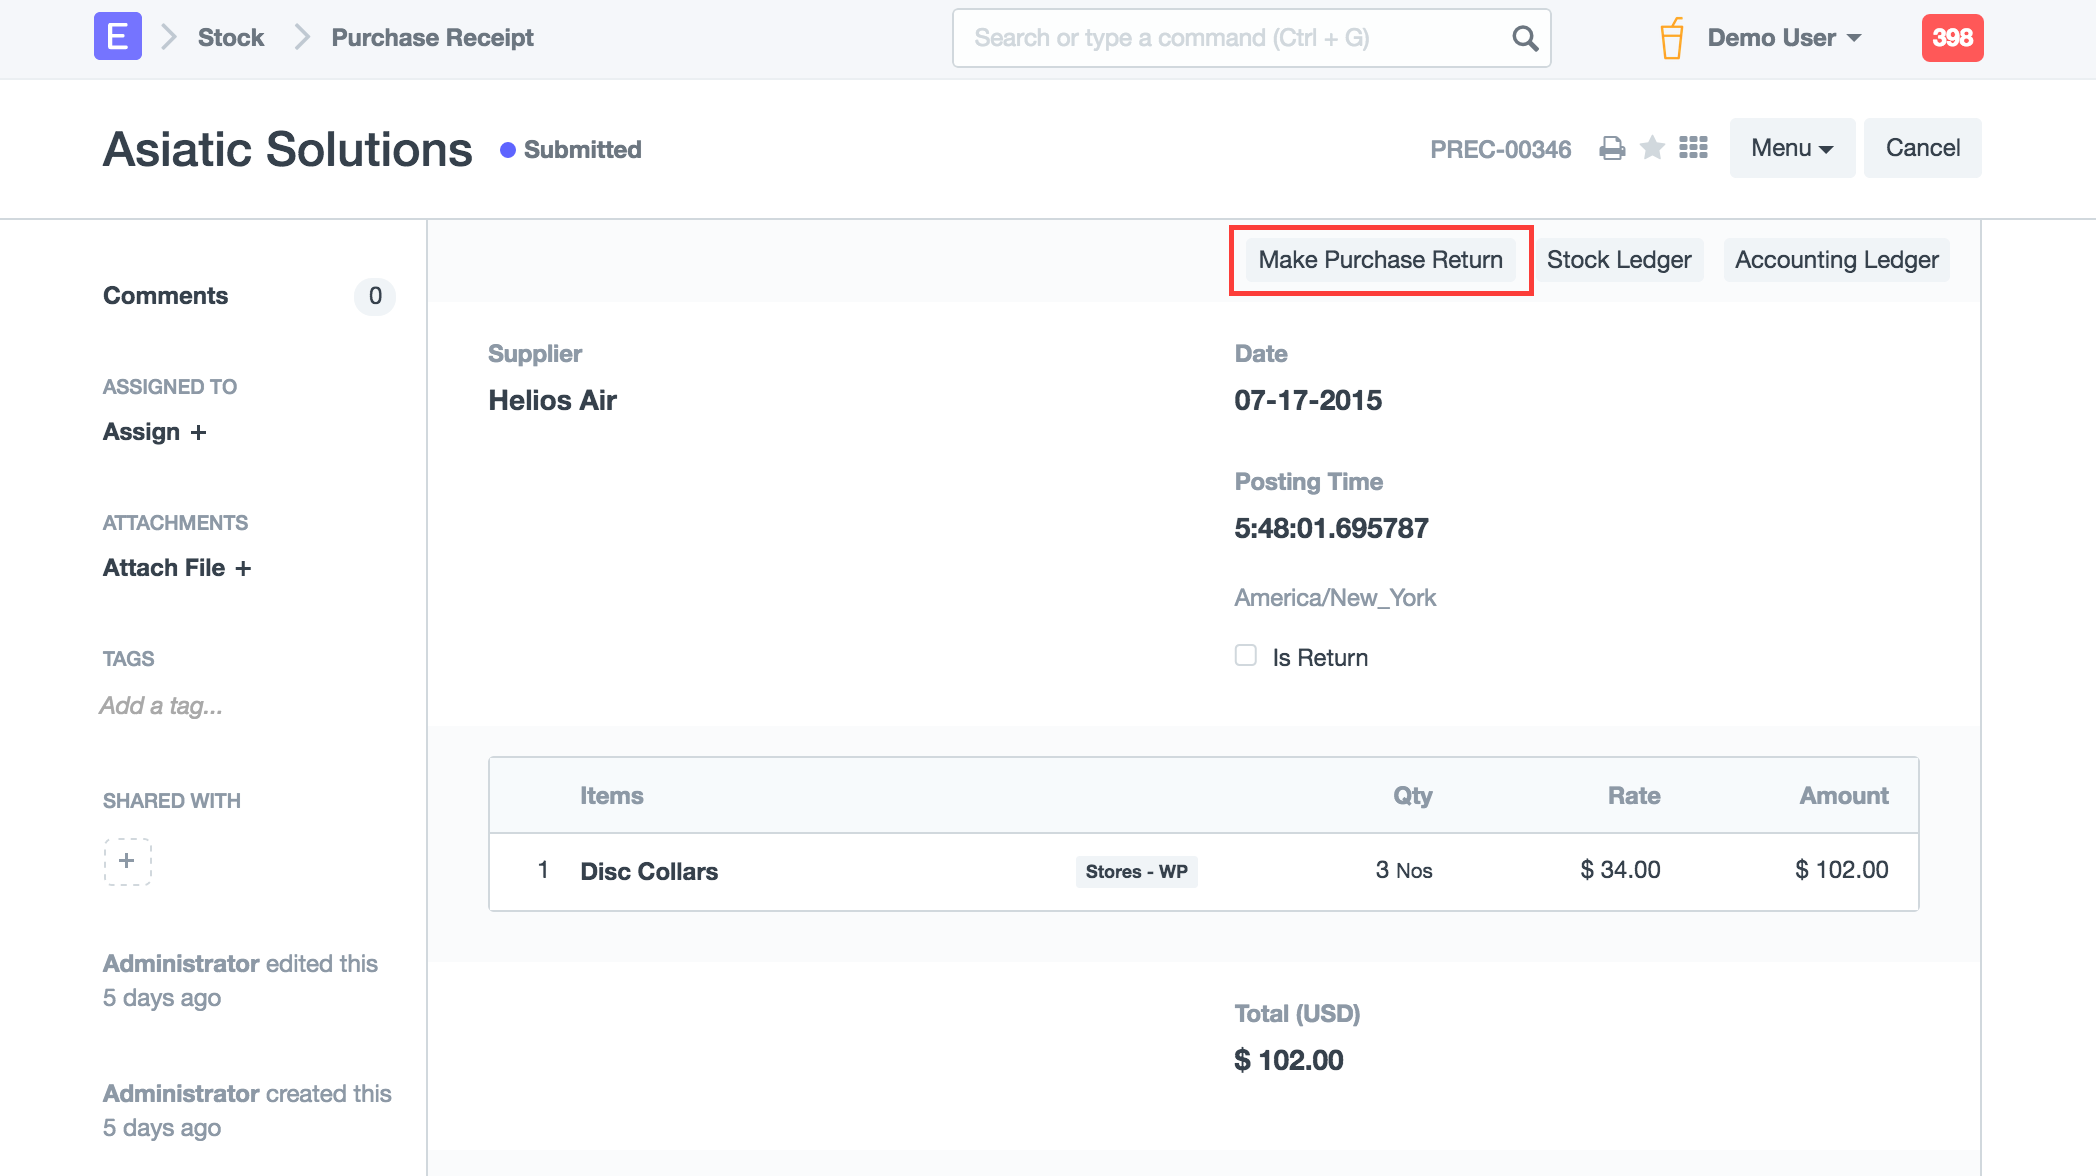 E Stock Purchase Receipt Search or type a command (Ctrl + G) Demo User 398
Asiatic Solutions Submitted PREC-00346 Menu Cancel
Make Purchase Return Stock Ledger Accounting Ledger
Comments 0
ASSIGNED TO
Assign +
ATTACHMENTS
Attach File +
TAGS
Add a tag...
SHARED WITH
+
Administrator edited this
5 days ago
Administrator created this
5 days ago
Supplier
Helios Air
Date
07-17-2015
Posting Time
5:48:01.695787
America/New_York
Is Return
Items Qty Rate Amount
1 Disc Collars Stores - WP 3 Nos $ 34.00 $ 102.00
Total (USD)
$ 102.00